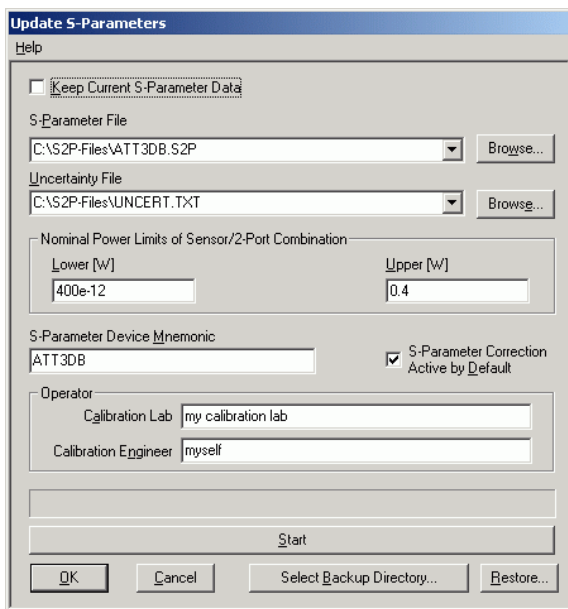 Update S-Parameters
Help
Keep Current S-Parameter Data
S-Parameter File
C:\S2P-Files\ATT3DB.S2P
Browse...
Uncertainty File
C:\S2P-Files\UNCERT.TXT
Browse...
Nominal Power Limits of Sensor/2-Port Combination
Lower [W]
Upper [W]
400e-12
0.4
S-Parameter Device Mnemonic
ATT3DB
S-Parameter Correction
Active by Default
Operator
Calibration Lab
my calibration lab
Calibration Engineer
myself
Start
OK
Cancel
Select Backup Directory...
Restore...